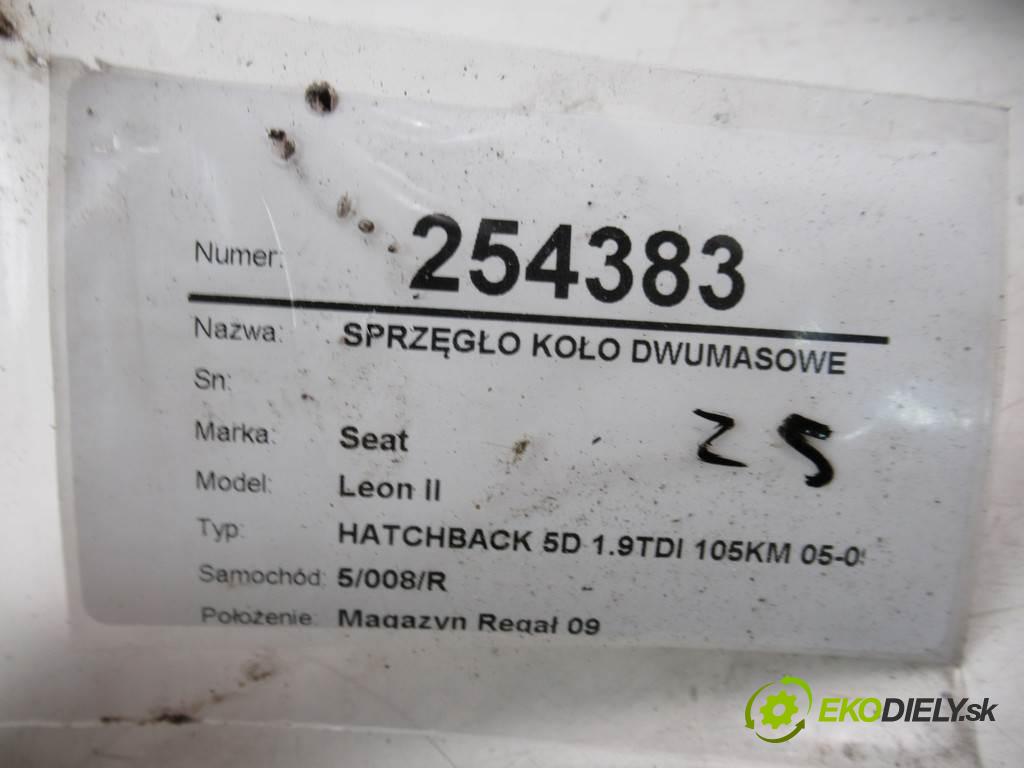 Numer: 254383
Nazwa: SPRZĘGŁO KOŁO DWUMASOWE
Sn:
Marka: Seat
Z5
Model: Leon II
Typ: HATCHBACK 5D 1.9TDI 105KM 05-09
Samochód: 5/008/R
Położenie: Magazyn Regał 09
EKODIELY.sk